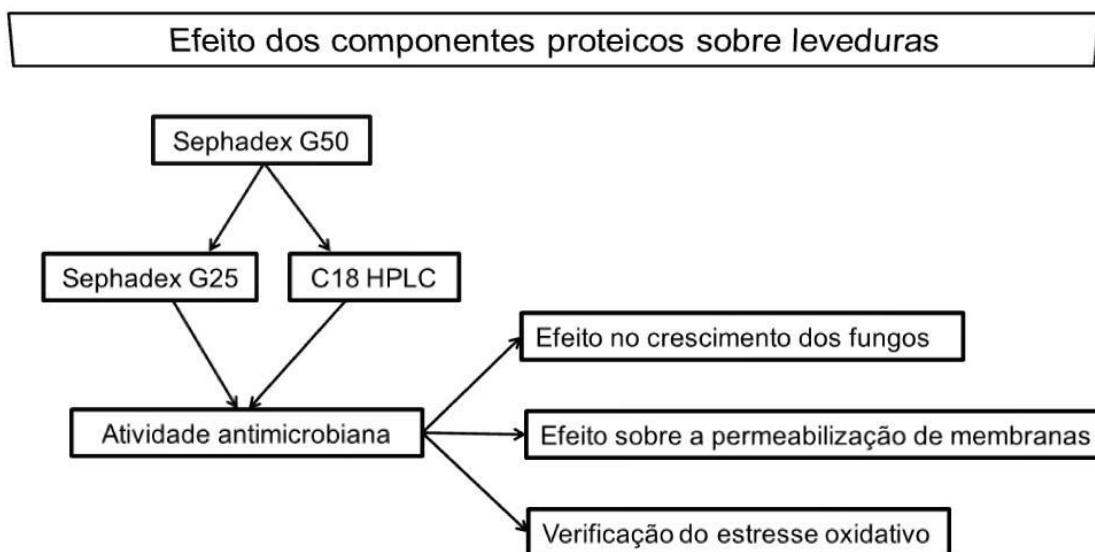 Efeito dos componentes proteicos sobre leveduras
Sephadex G50
Sephadex G25
C18 HPLC
Efeito no crescimento dos fungos
Atividade antimicrobiana
Efeito sobre a permeabilização de membranas
Verificação do estresse oxidativo